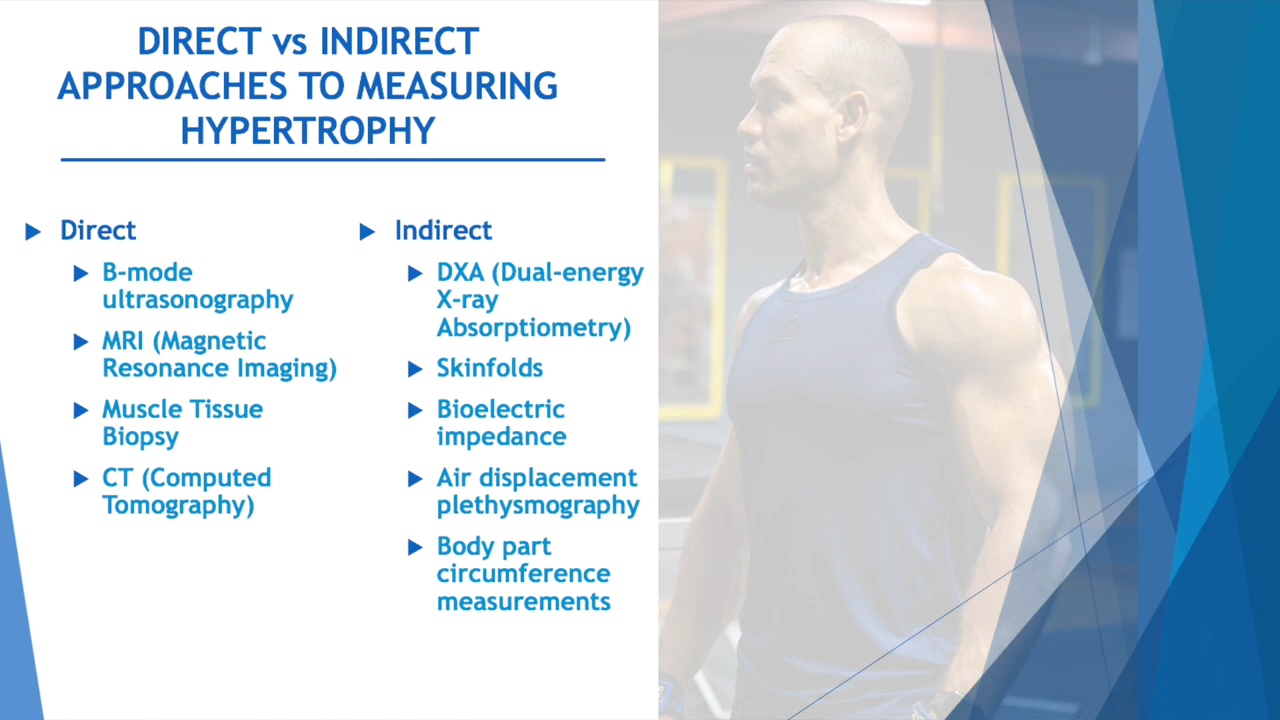 DIRECT vs INDIRECT
APPROACHES TO MEASURING
HYPERTROPHY
Direct
B-mode
ultrasonography
MRI (Magnetic
Resonance Imaging)
Muscle Tissue
Biopsy
CT (Computed
Tomography)
Indirect
DXA (Dual-energy
X-ray
Absorptiometry)
Skinfolds
Bioelectric
impedance
Air displacement
plethysmography
Body part
circumference
measurements